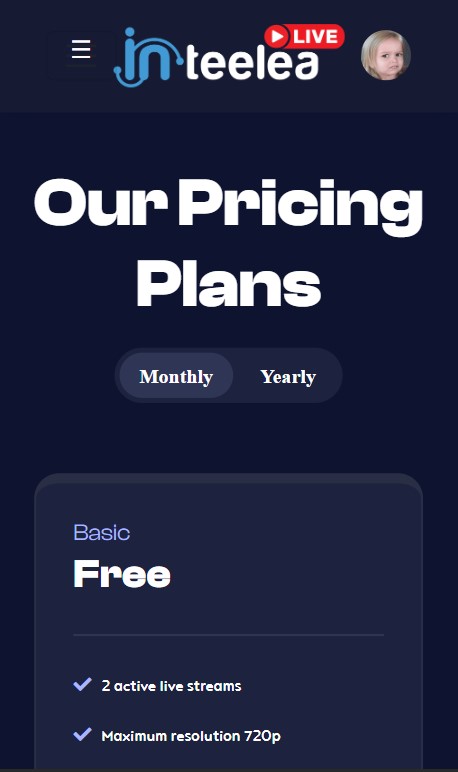 inteelea LIVE
Our Pricing
Plans
Monthly Yearly
Basic
Free
2 active live streams
Maximum resolution 720p